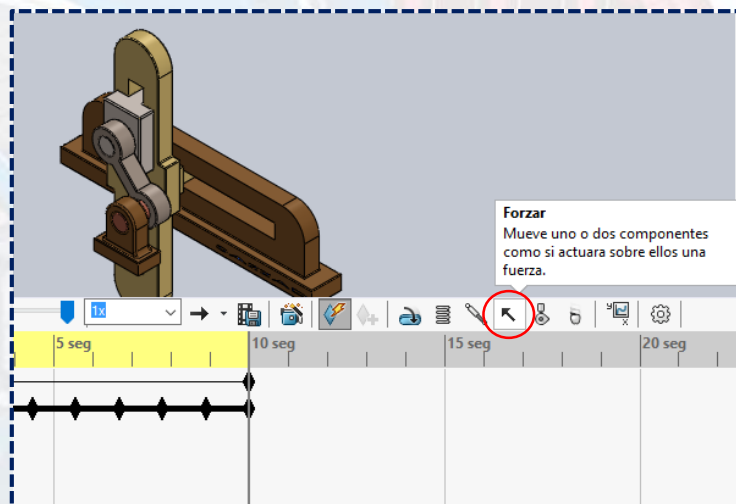 Forzar
Mueve uno o dos componentes
como si actuara sobre ellos una
fuerza.
1x
5 seg
10 seg
15 seg
20 seg